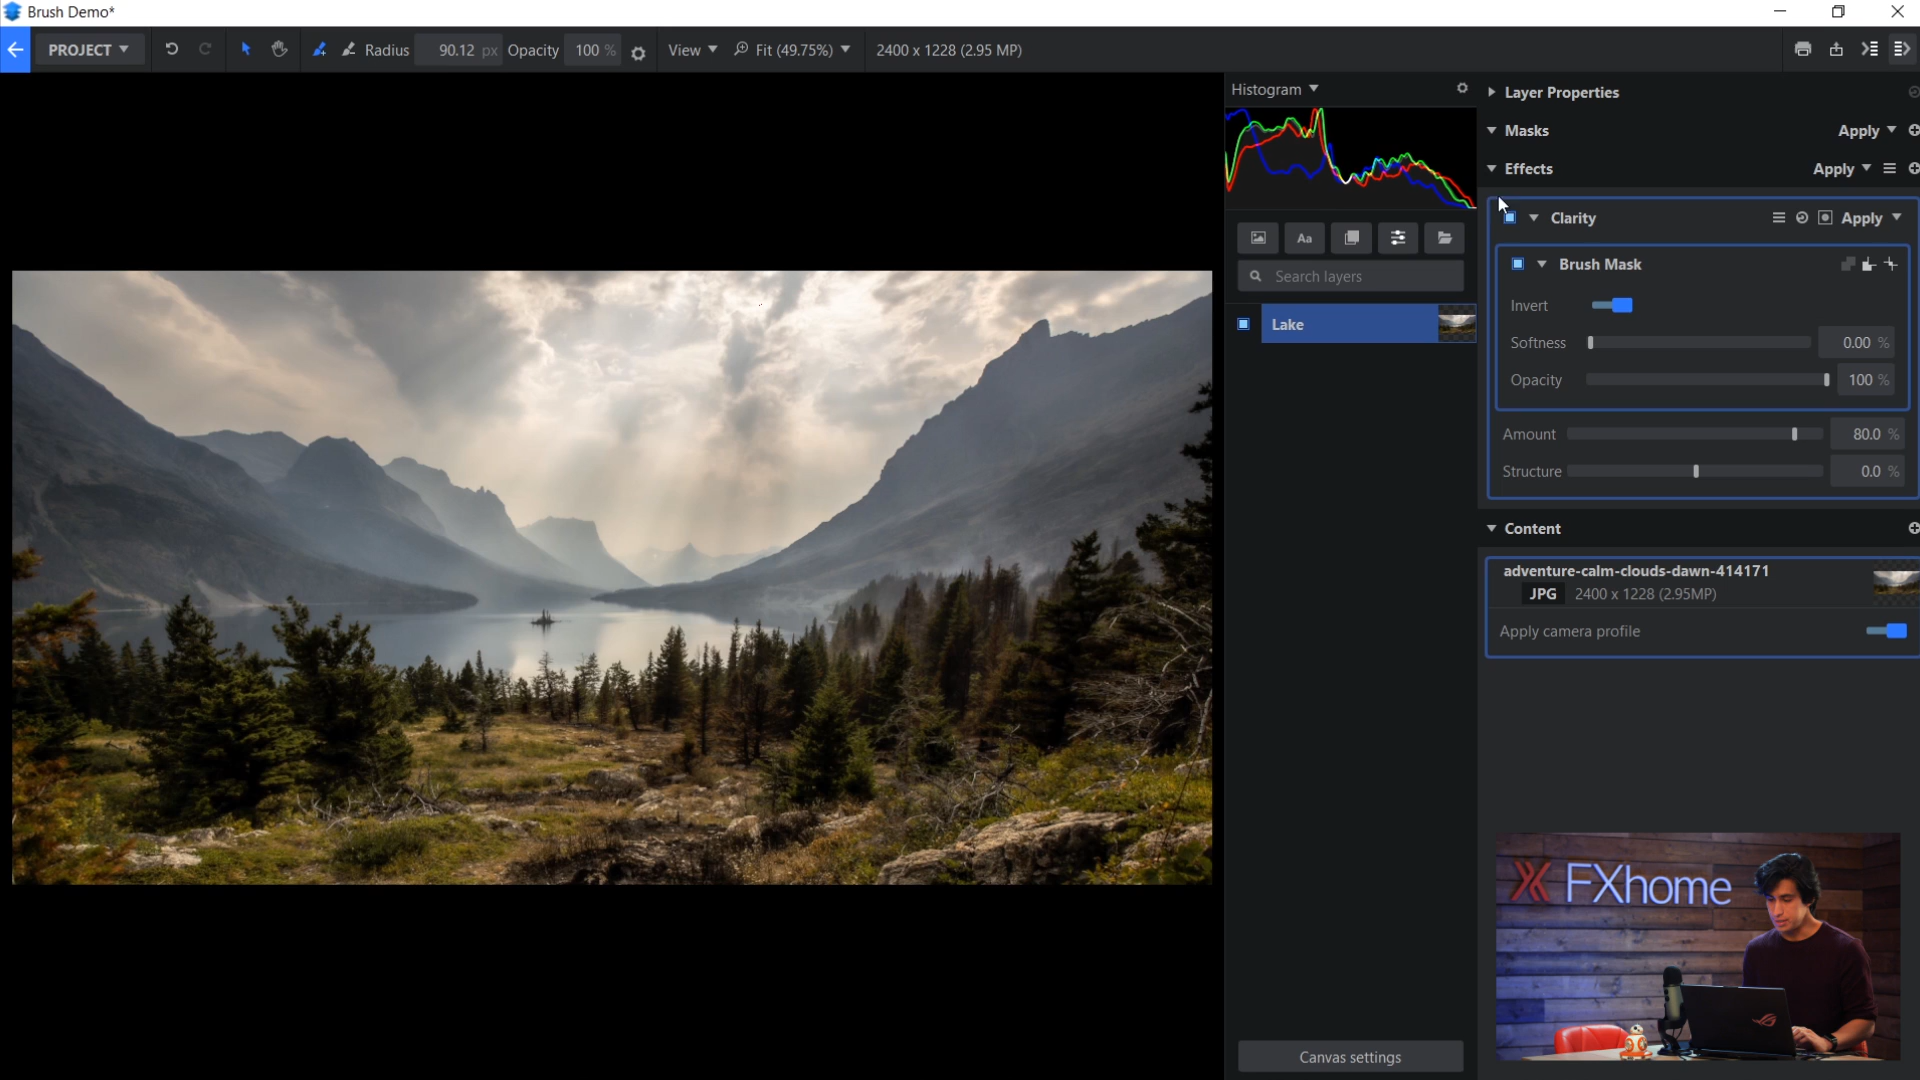 Brush Demo*
PROJECT
Radius 90.12 px Opacity 100 % View Fit (49.75%) 2400 x 1228 (2.95 MP)
Histogram
Aa
Search layers
Lake
Canvas settings
Layer Properties
Masks Apply
Effects Apply
Clarity Apply
Brush Mask
Invert
Softness 0.00 %
Opacity 100 %
Amount 80.0 %
Structure 0.0 %
Content
adventure-calm-clouds-dawn-414171
JPG 2400 x 1228 (2.95MP)
Apply camera profile
FXhome